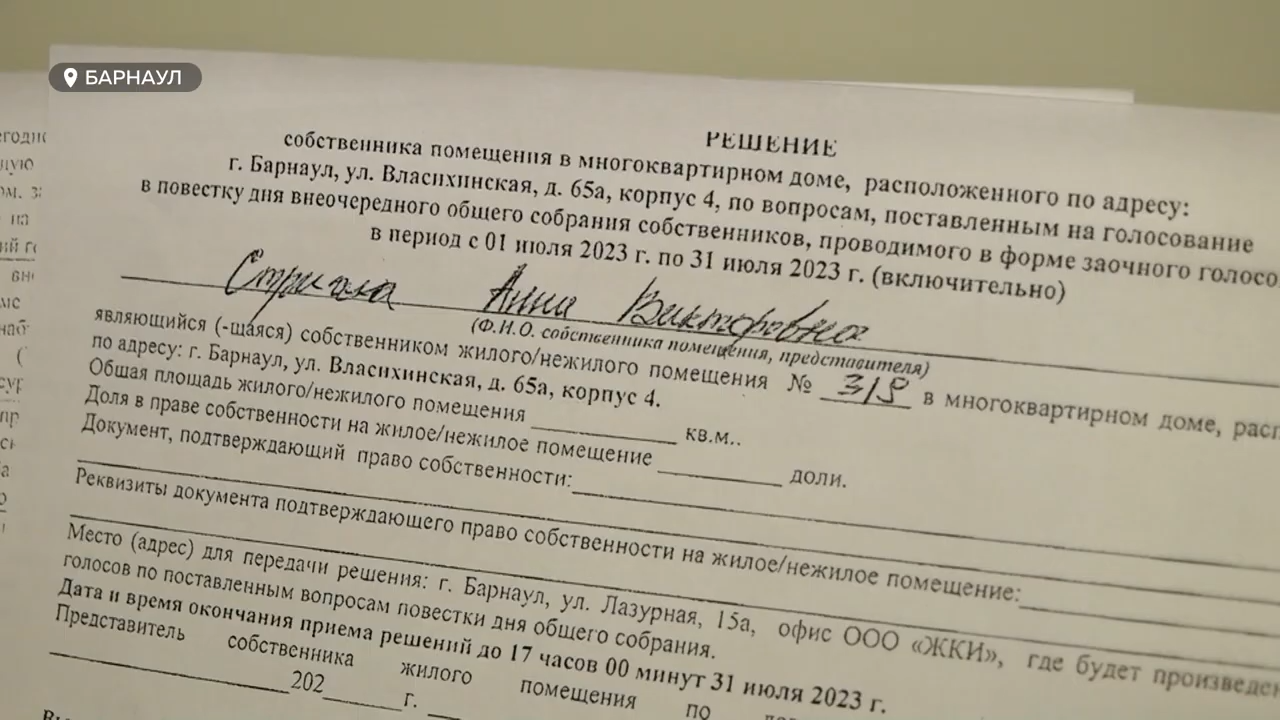 БАРНАУЛ
РЕШЕНИЕ
собственника помещения в многоквартирном доме, расположенного по адресу:
г. Барнаул, ул. Власихинская, д. 65а, корпус 4, по вопросам, поставленным на голосование
в повестку дня внеочередного общего собрания собственников, проводимого в форме заочного голосо
в период с 01 июля 2023 г. по 31 июля 2023 г. (включительно)
Анна Викторовна
(Ф.И.О. собственника помещения, представителя)
являющийся (-щаяся) собственником жилого/нежилого помещения № 318 в многоквартирном доме, расп
по адресу: г. Барнаул, ул. Власихинская, д. 65а, корпус 4.
Общая площадь жилого/нежилого помещения кв.м..
Доля в праве собственности на жилое/нежилое помещение доли.
Документ, подтверждающий право собственности:
Реквизиты документа подтверждающего право собственности на жилое/нежилое помещение:
Место (адрес) для передачи решения: г. Барнаул, ул. Лазурная, 15а, офис ООО «ЖКИ», где будет произведен
голосов по поставленным вопросам повестки дня общего собрания.
Дата и время окончания приема решений до 17 часов 00 минут 31 июля 2023 г.
Представитель собственника жилого помещения по
202 г.